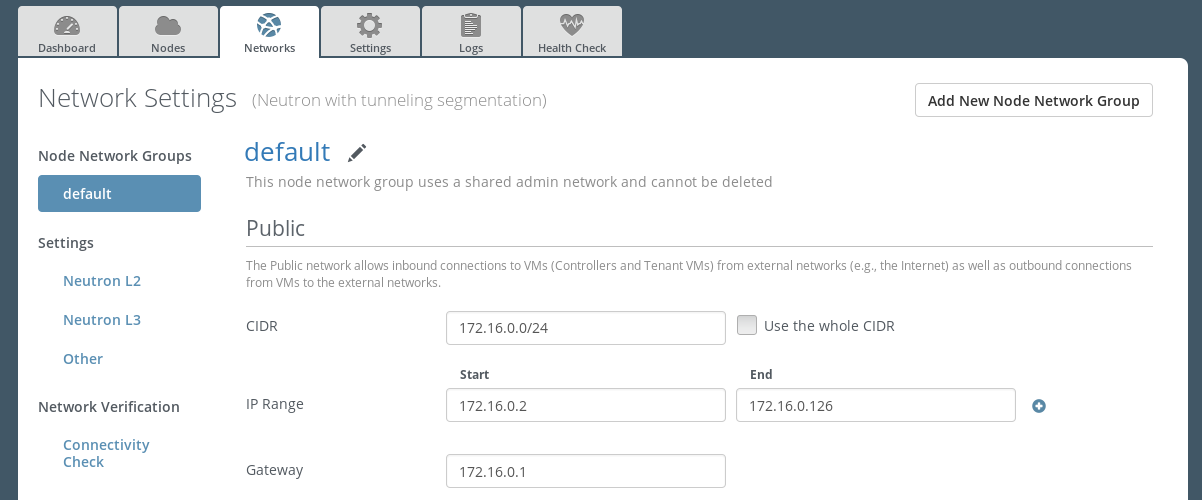 Dashboard
Nodes
Networks
Settings
Logs
Health Check
Network Settings (Neutron with tunneling segmentation)
Add New Node Network Group
Node Network Groups
default
Settings
Neutron L2
Neutron L3
Other
Network Verification
Connectivity
Check
default
This node network group uses a shared admin network and cannot be deleted
Public
The Public network allows inbound connections to VMs (Controllers and Tenant VMs) from external networks (e.g., the Internet) as well as outbound connections
from VMs to the external networks.
CIDR 172.16.0.0/24 Use the whole CIDR
Start End
IP Range 172.16.0.2 172.16.0.126
Gateway 172.16.0.1